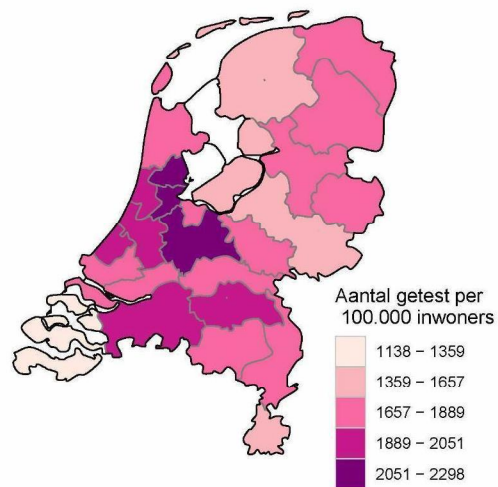 Aantal getest per
100.000 inwoners
1138 – 1359
1359 – 1657
1657 – 1889
1889 – 2051
2051 – 2298